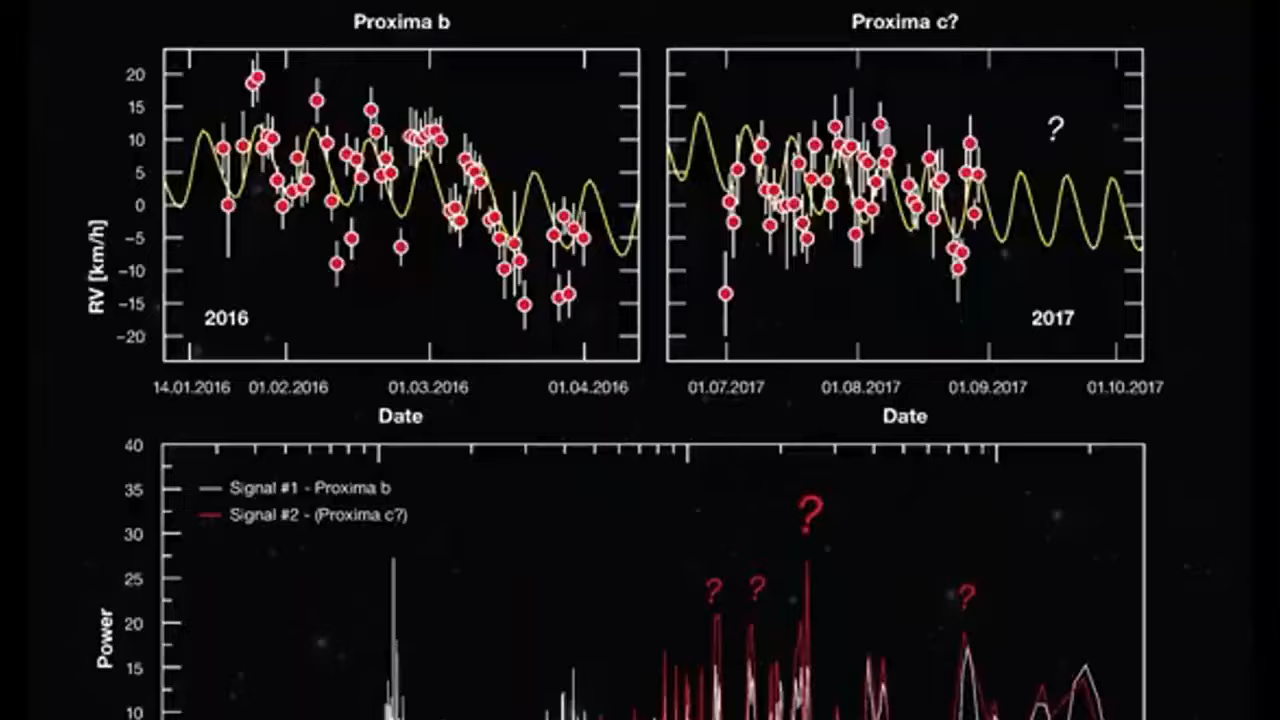 Proxima b
Proxima c?
RV [km/h]
20
15
10
5
0
−5
−10
−15
−20
2016
?
2017
14.01.2016 01.02.2016 01.03.2016 01.04.2016
01.07.2017 01.08.2017 01.09.2017 01.10.2017
Date
Date
Power
40
35
30
25
20
15
10
Signal #1 - Proxima b
Signal #2 - (Proxima c?)
? ? ? ?